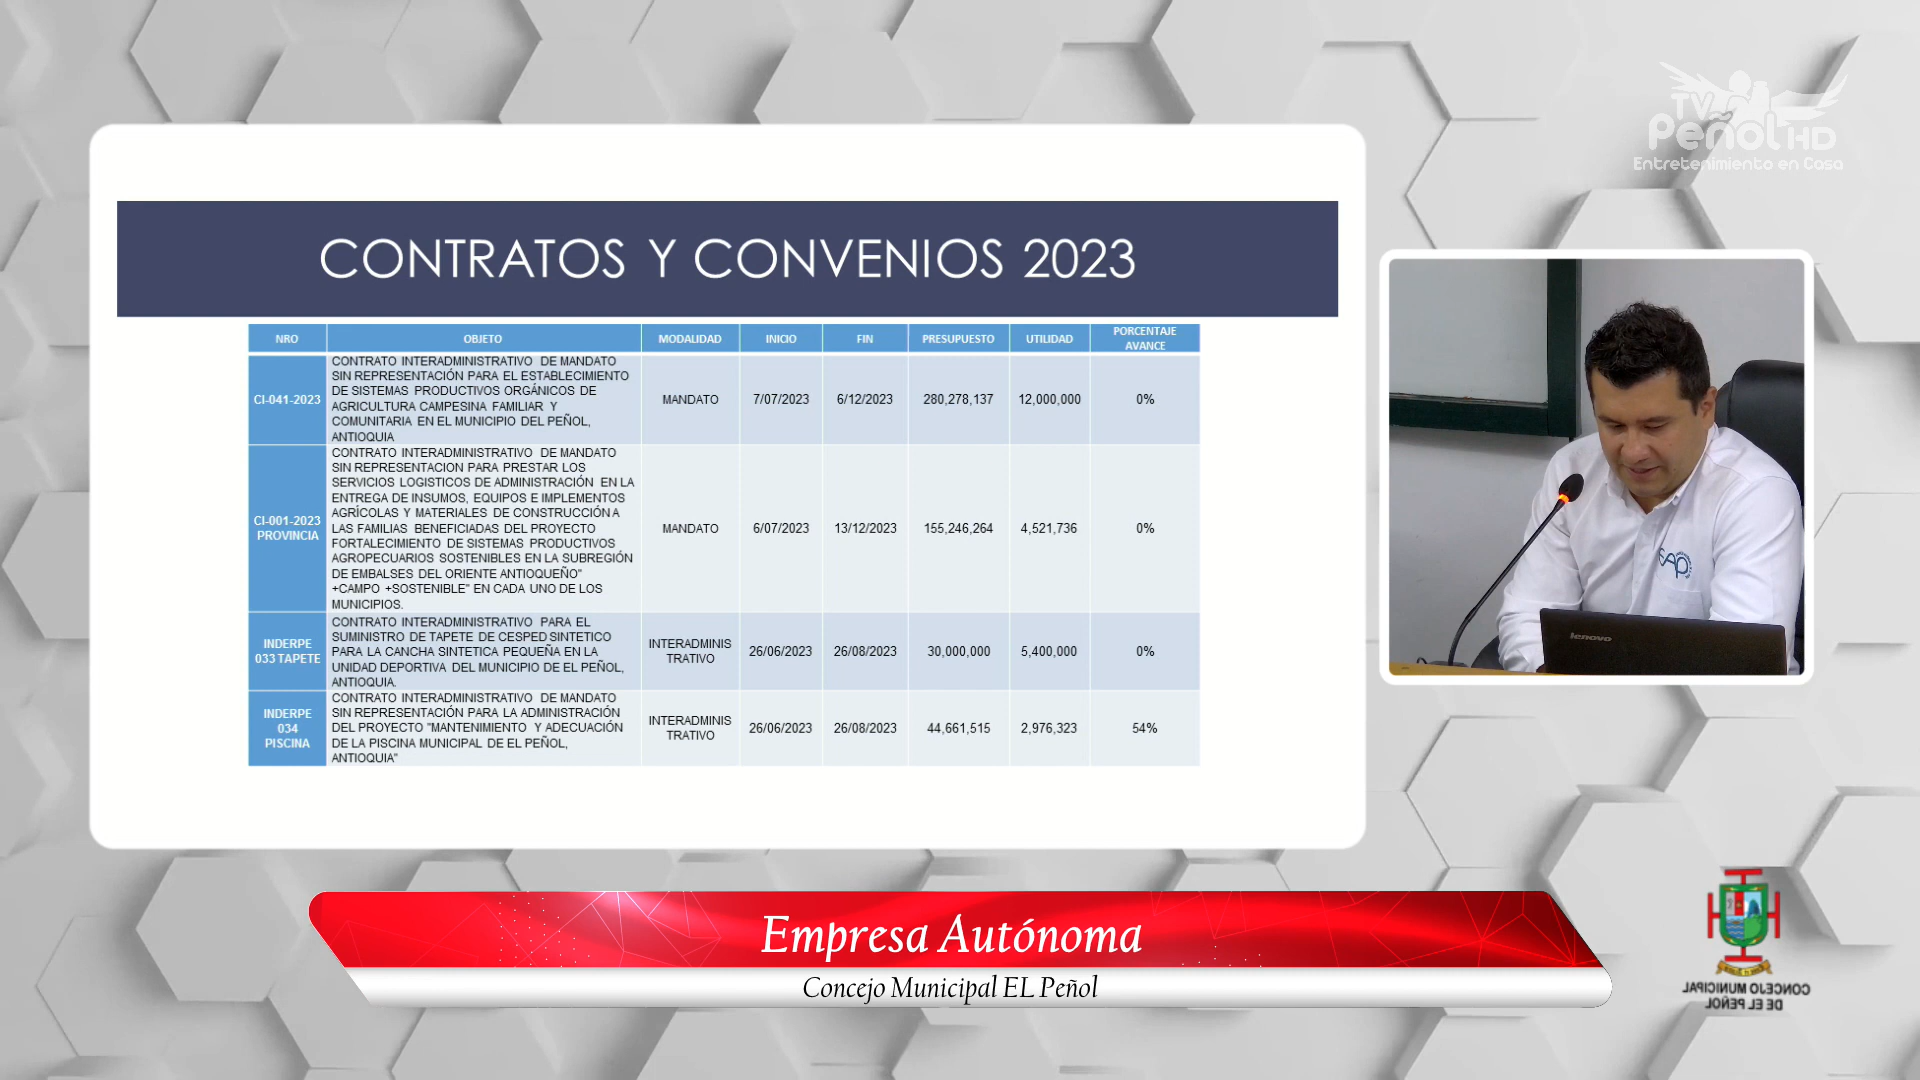 TV
Peñol HD
Entretenimiento en Casa
CONTRATOS Y CONVENIOS 2023
NRO OBJETO MODALIDAD INICIO FIN PRESUPUESTO UTILIDAD PORCENTAJE AVANCE
CI-041-2023
CONTRATO INTERADMINISTRATIVO DE MANDATO
SIN REPRESENTACIÓN PARA EL ESTABLECIMIENTO
DE SISTEMAS PRODUCTIVOS ORGÁNICOS DE
AGRICULTURA CAMPESINA FAMILIAR Y
COMUNITARIA EN EL MUNICIPIO DEL PEÑOL,
ANTIOQUIA
MANDATO 7/07/2023 6/12/2023 280,278,137 12,000,000 0%
CI-001-2023
PROVINCIA
CONTRATO INTERADMINISTRATIVO DE MANDATO
SIN REPRESENTACION PARA PRESTAR LOS
SERVICIOS LOGISTICOS DE ADMINISTRACIÓN EN LA
ENTREGA DE INSUMOS, EQUIPOS E IMPLEMENTOS
AGRÍCOLAS Y MATERIALES DE CONSTRUCCIÓN A
LAS FAMILIAS BENEFICIADAS DEL PROYECTO
FORTALECIMIENTO DE SISTEMAS PRODUCTIVOS
AGROPECUARIOS SOSTENIBLES EN LA SUBREGIÓN
DE EMBALSES DEL ORIENTE ANTIOQUEÑO"
+CAMPO +SOSTENIBLE" EN CADA UNO DE LOS
MUNICIPIOS.
MANDATO 6/07/2023 13/12/2023 155,246,264 4,521,736 0%
INDERPE
033 TAPETE
CONTRATO INTERADMINISTRATIVO PARA EL
SUMINISTRO DE TAPETE DE CESPED SINTETICO
PARA LA CANCHA SINTETICA PEQUEÑA EN LA
UNIDAD DEPORTIVA DEL MUNICIPIO DE EL PEÑOL,
ANTIOQUIA.
INTERADMINIS
TRATIVO
26/06/2023 26/08/2023 30,000,000 5,400,000 0%
INDERPE
034
PISCINA
CONTRATO INTERADMINISTRATIVO DE MANDATO
SIN REPRESENTACIÓN PARA LA ADMINISTRACIÓN
DEL PROYECTO "MANTENIMIENTO Y ADECUACIÓN
DE LA PISCINA MUNICIPAL DE EL PEÑOL,
ANTIOQUIA"
INTERADMINIS
TRATIVO
26/06/2023 26/08/2023 44,661,515 2,976,323 54%
lenovo
Empresa Autónoma
Concejo Municipal EL Peñol
CONCEJO MUNICIPAL
DE EL PEÑOL